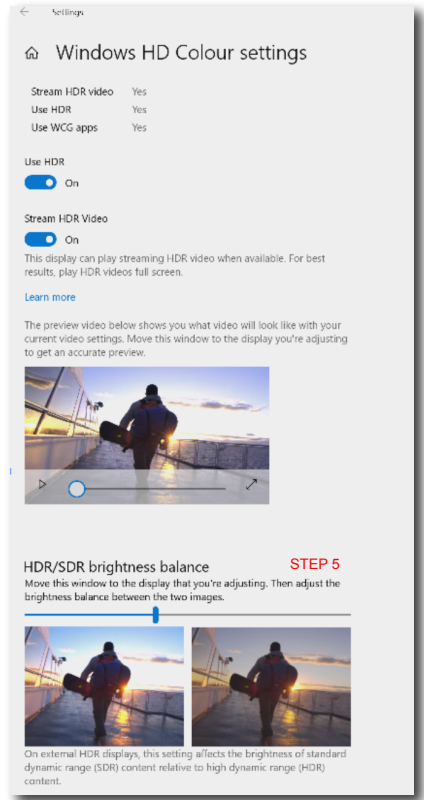 Settings
Windows HD Colour settings
Stream HDR video Yes
Use HDR Yes
Use WCG apps Yes
Use HDR
On
Stream HDR Video
On
This display can play streaming HDR video when available. For best
results, play HDR videos full screen.
Learn more
The preview video below shows you what video will look like with your
current video settings. Move this window to the display you're adjusting
to get an accurate preview.
HDR/SDR brightness balance STEP 5
Move this window to the display that you're adjusting. Then adjust the
brightness balance between the two images.
On external HDR displays, this setting affects the brightness of standard
dynamic range (SDR) content relative to high dynamic range (HDR)
content.